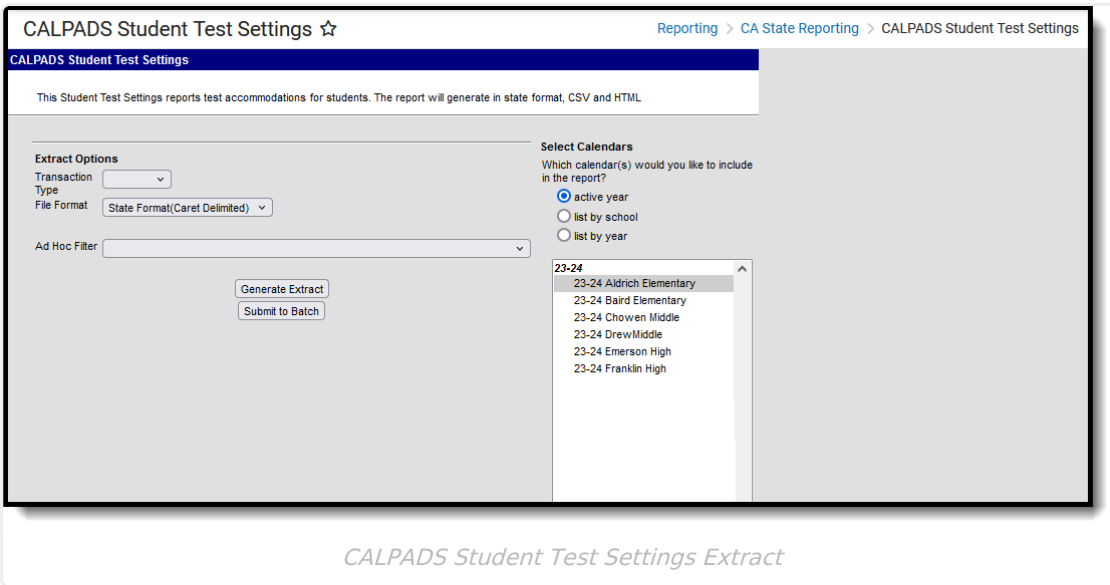 CALPADS Student Test Settings ☆
Reporting > CA State Reporting > CALPADS Student Test Settings
CALPADS Student Test Settings
This Student Test Settings reports test accommodations for students. The report will generate in state format, CSV and HTML
Extract Options
Transaction
Type
File Format
State Format(Caret Delimited)
Ad Hoc Filter
Generate Extract
Submit to Batch
Select Calendars
Which calendar(s) would you like to include
in the report?
active year
list by school
list by year
23-24
23-24 Aldrich Elementary
23-24 Baird Elementary
23-24 Chowen Middle
23-24 DrewMiddle
23-24 Emerson High
23-24 Franklin High
CALPADS Student Test Settings Extract